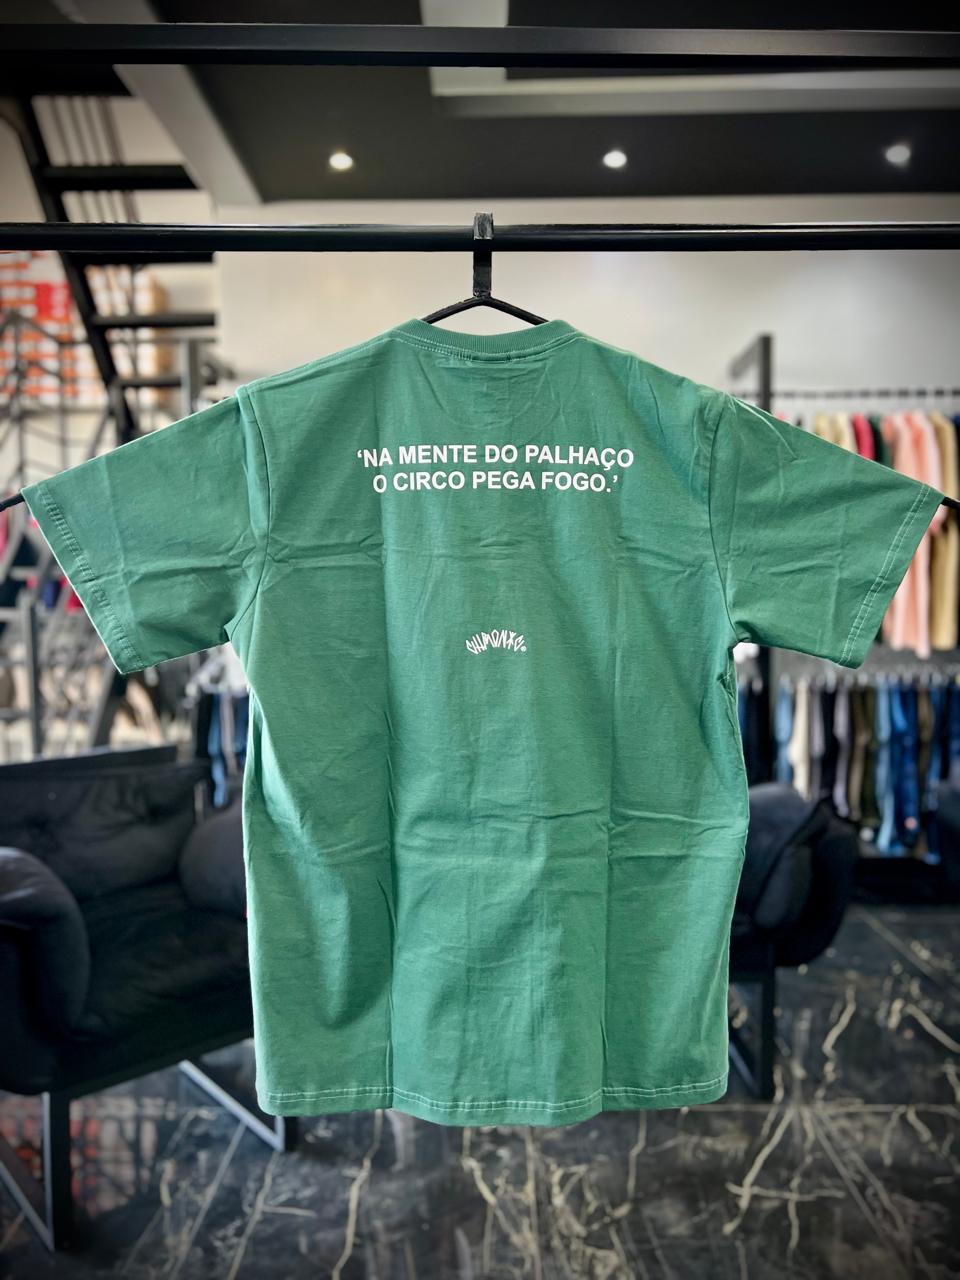 ‘NA MENTE DO PALHAÇO
O CIRCO PEGA FOGO.’